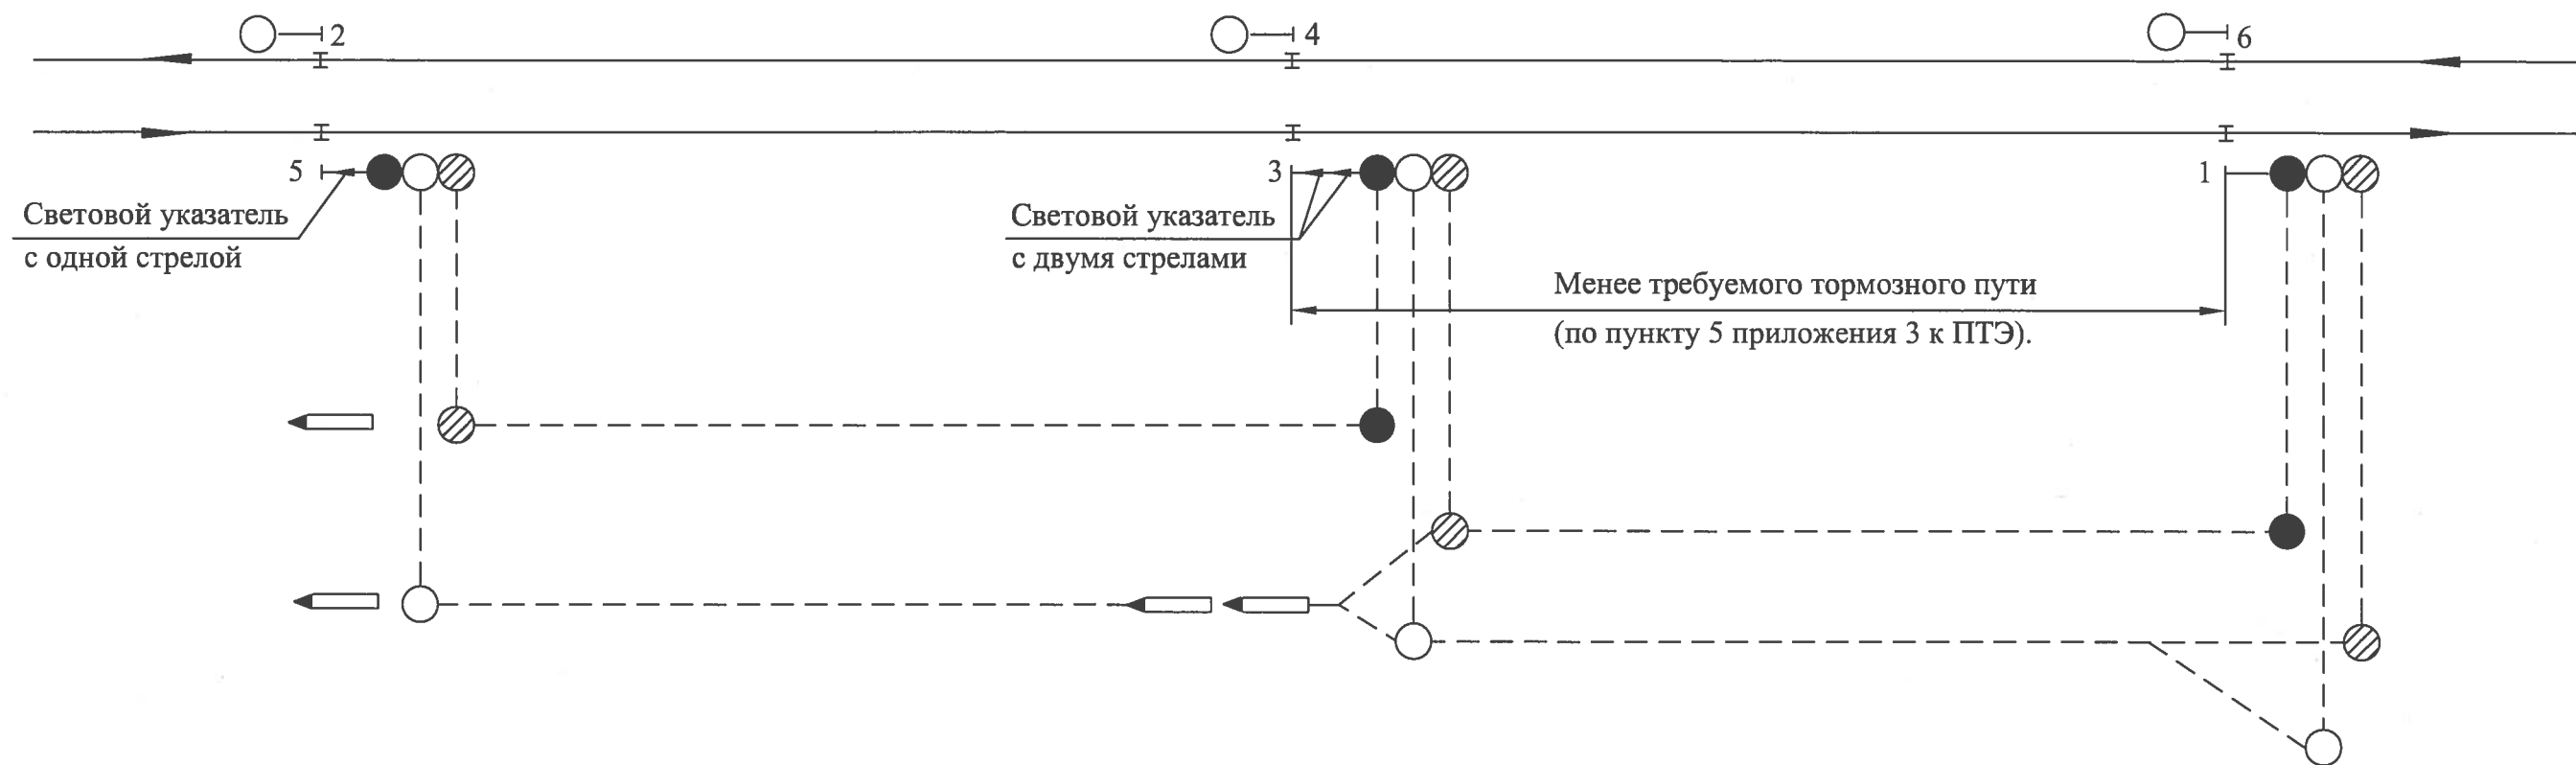 2
4
6
5
3
1
Световой указатель
с одной стрелой
Световой указатель
с двумя стрелами
Менее требуемого тормозного пути
(по пункту 5 приложения 3 к ПТЭ).